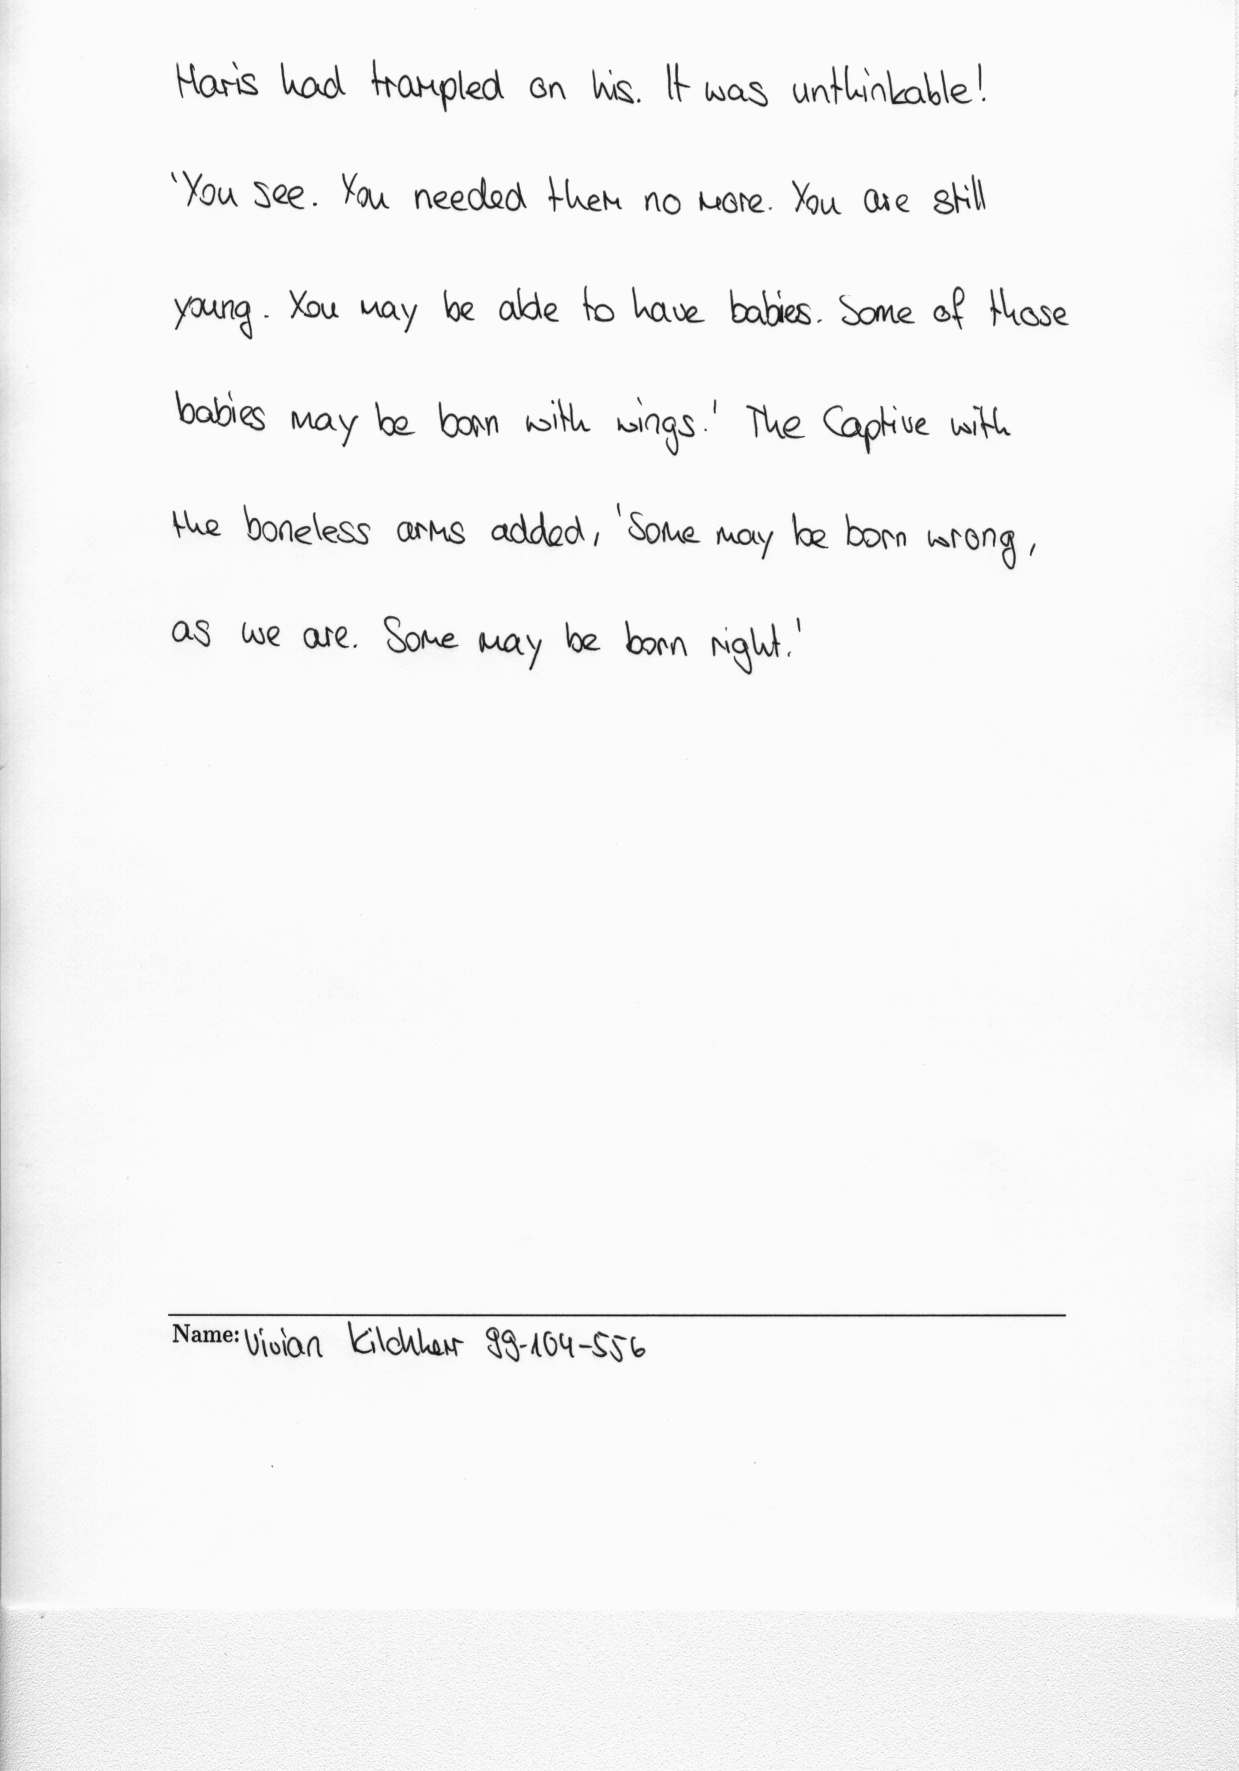 Haris had trampled on his. It was unthinkable!
'You see. You needed them no more. You are still
young. You may be able to have babies. Some of those
babies may be born with wings.' The Captive with
the boneless arms added, 'Some may be born wrong,
as we are. Some may be born right.'
Name: Vivian Kilchherr 99-104-556